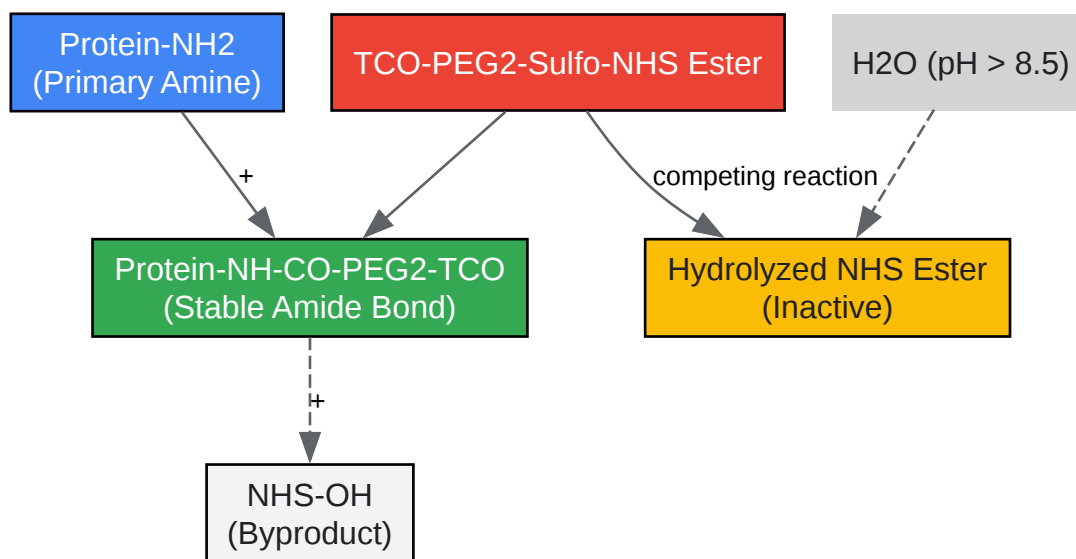 Protein-NH2
(Primary Amine)
TCO-PEG2-Sulfo-NHS Ester
H2O (pH > 8.5)
+
competing reaction
Protein-NH-CO-PEG2-TCO
(Stable Amide Bond)
Hydrolyzed NHS Ester
(Inactive)
+
NHS-OH
(Byproduct)